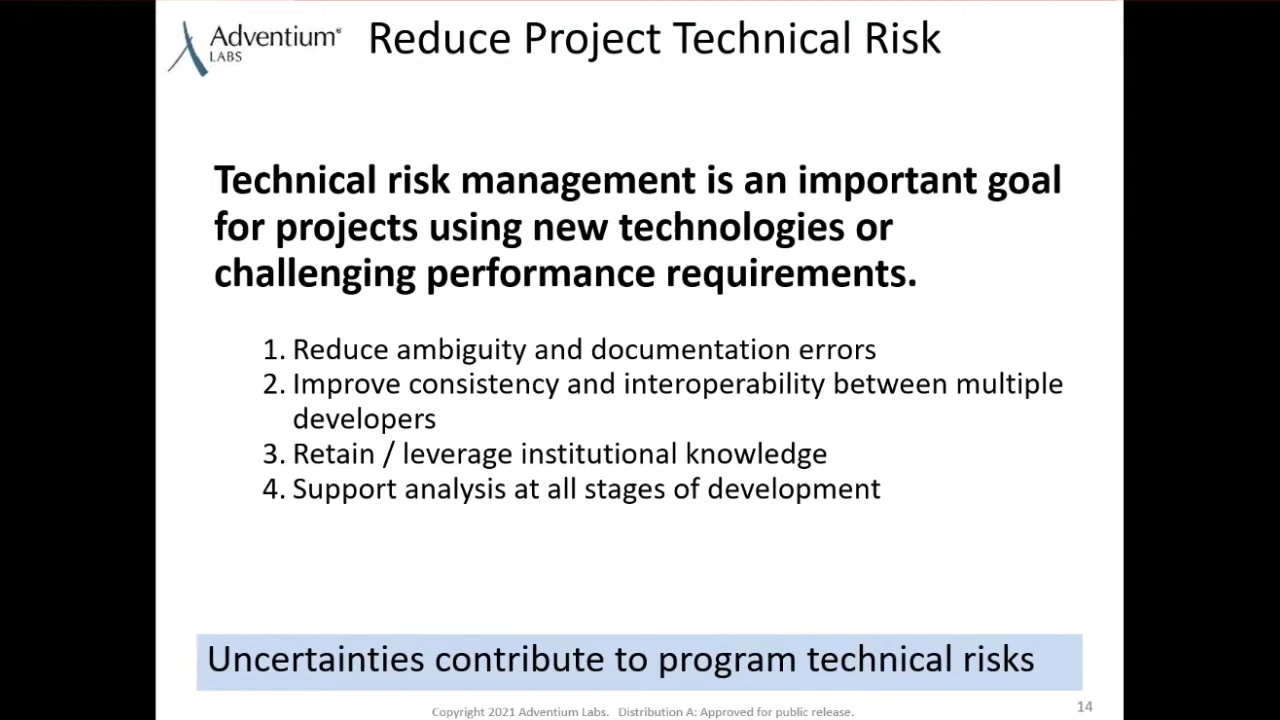 Adventium®
LABS
Reduce Project Technical Risk
Technical risk management is an important goal
for projects using new technologies or
challenging performance requirements.
1. Reduce ambiguity and documentation errors
2. Improve consistency and interoperability between multiple
developers
3. Retain / leverage institutional knowledge
4. Support analysis at all stages of development
Uncertainties contribute to program technical risks
Copyright 2021 Adventium Labs. Distribution A: Approved for public release.
14